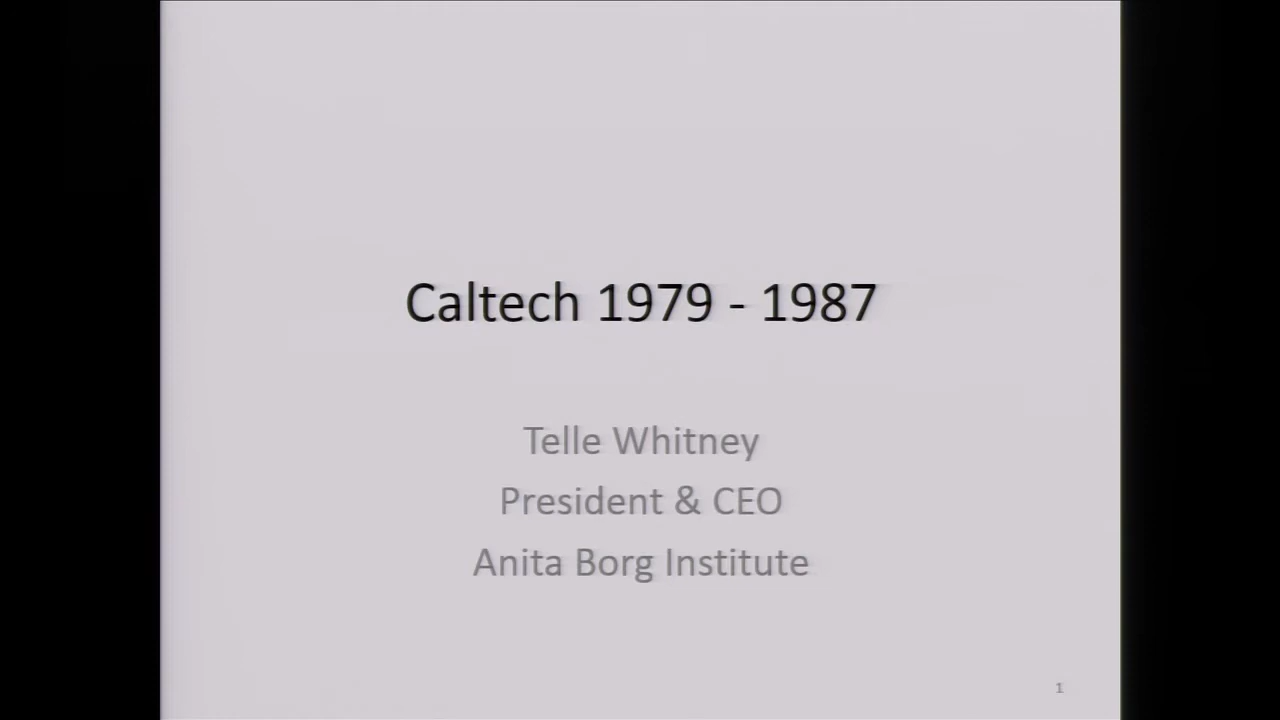 Caltech 1979 - 1987
Telle Whitney
President & CEO
Anita Borg Institute
1